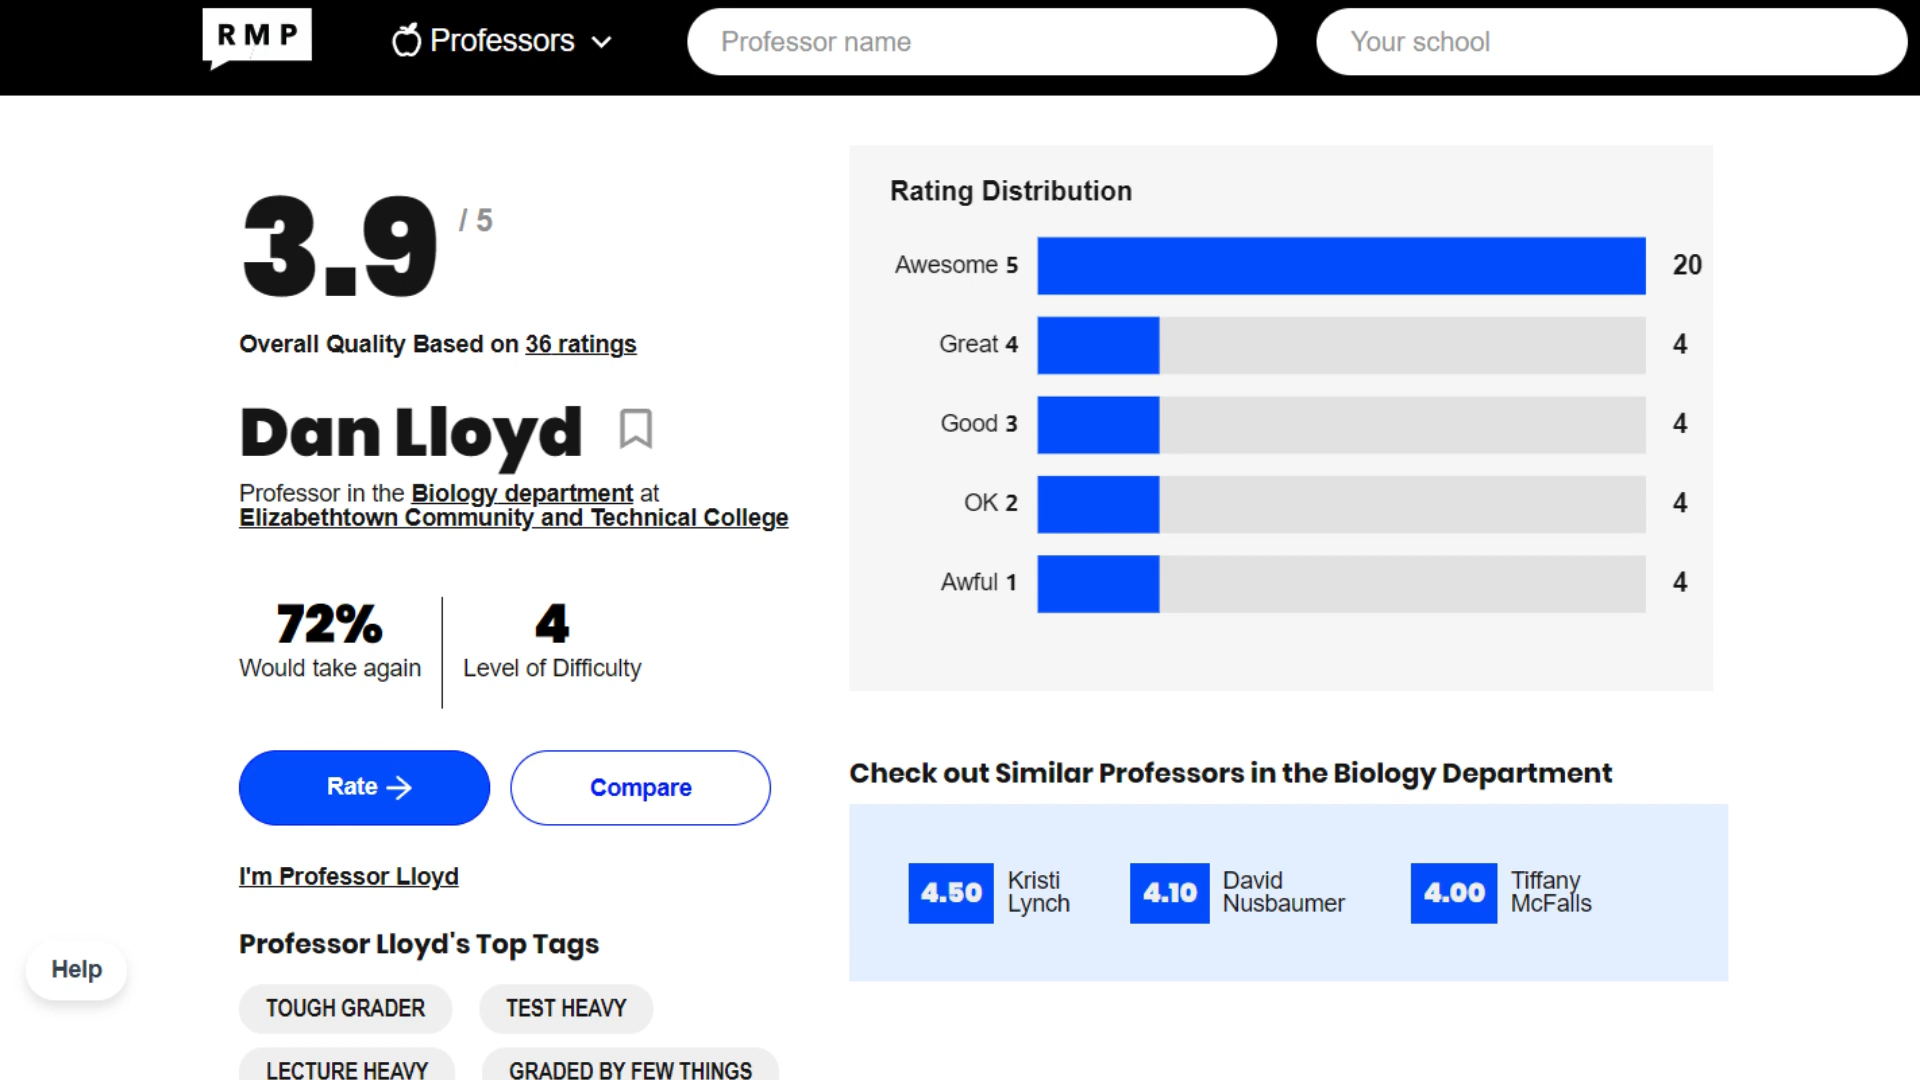 RMP
Professors
Professor name
Your school
3.9 / 5
Overall Quality Based on 36 ratings
Dan Lloyd
Professor in the Biology department at
Elizabethtown Community and Technical College
72%
Would take again
4
Level of Difficulty
Rate
Compare
I'm Professor Lloyd
Professor Lloyd's Top Tags
TOUGH GRADER
TEST HEAVY
LECTURE HEAVY
GRADED BY FEW THINGS
Help
Rating Distribution
Awesome 5 20
Great 4 4
Good 3 4
OK 2 4
Awful 1 4
Check out Similar Professors in the Biology Department
4.50
Kristi
Lynch
4.10
David
Nusbaumer
4.00
Tiffany
McFalls